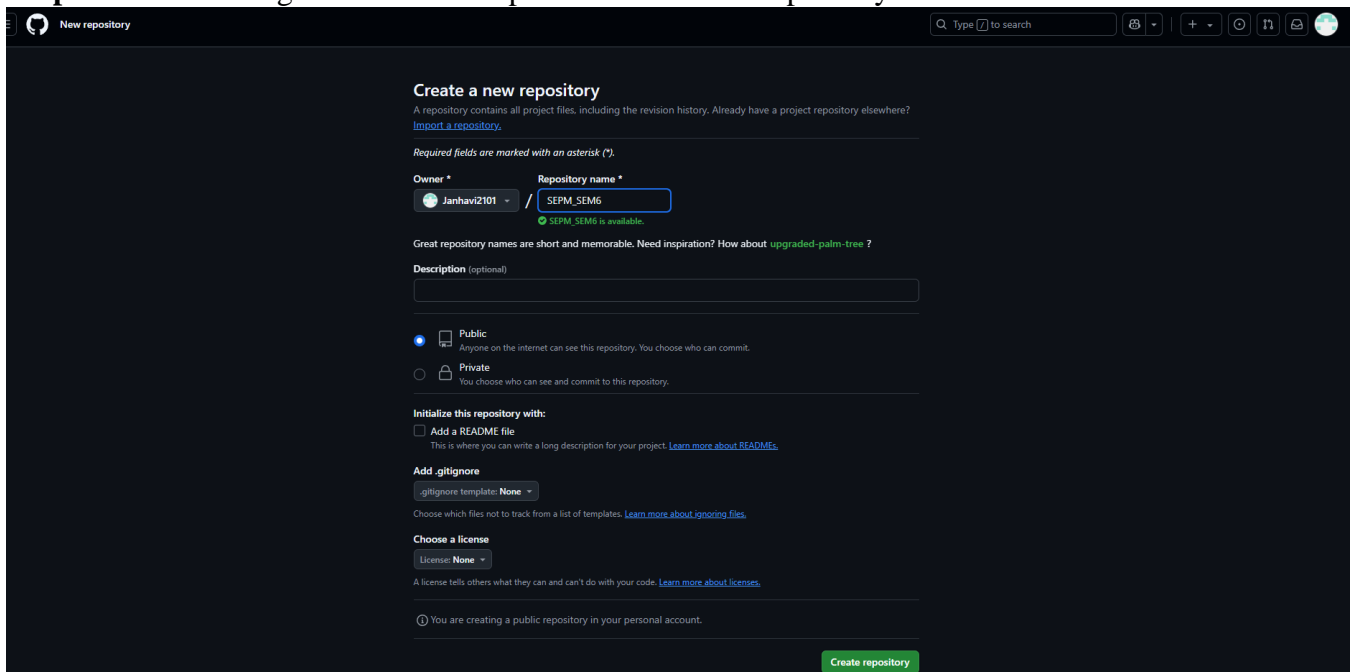 New repository
Type / to search
Create a new repository
A repository contains all project files, including the revision history. Already have a project repository elsewhere?
Import a repository.
Required fields are marked with an asterisk (*).
Owner * Repository name *
Janhavi2101 / SEPM_SEM6
SEPM_SEM6 is available.
Great repository names are short and memorable. Need inspiration? How about upgraded-palm-tree ?
Description (optional)
Public
Anyone on the internet can see this repository. You choose who can commit.
Private
You choose who can see and commit to this repository.
Initialize this repository with:
Add a README file
This is where you can write a long description for your project. Learn more about READMEs.
Add .gitignore
.gitignore template: None
Choose which files not to track from a list of templates. Learn more about ignoring files.
Choose a license
License: None
A license tells others what they can and can't do with your code. Learn more about licenses.
You are creating a public repository in your personal account.
Create repository